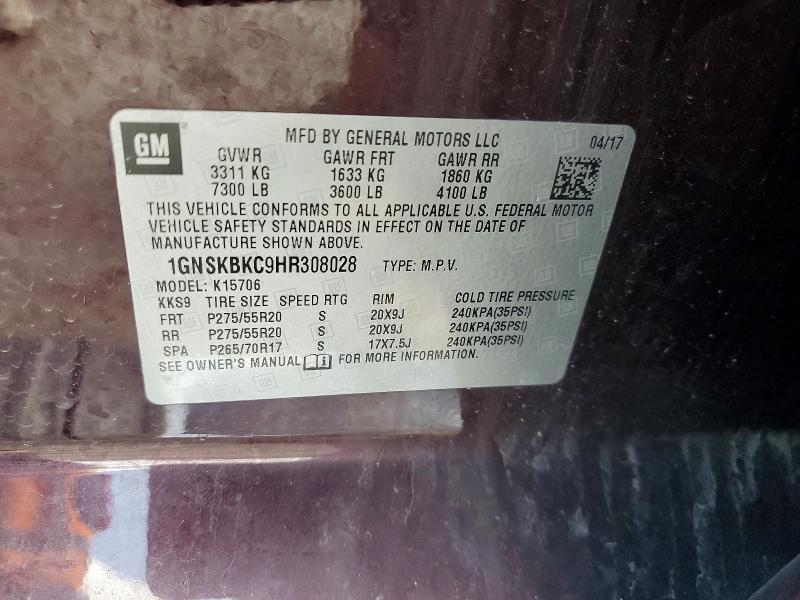 GM ®
MFD BY GENERAL MOTORS LLC 04/17
GVWR GAWR FRT GAWR RR
3311 KG 1633 KG 1860 KG
7300 LB 3600 LB 4100 LB
THIS VEHICLE CONFORMS TO ALL APPLICABLE U.S. FEDERAL MOTOR
VEHICLE SAFETY STANDARDS IN EFFECT ON THE DATE OF
MANUFACTURE SHOWN ABOVE.
1GNSKBKC9HR308028 TYPE: M.P.V.
MODEL: K15706
KKS9 TIRE SIZE SPEED RTG RIM COLD TIRE PRESSURE
FRT P275/55R20 S 20X9J 240KPA(35PSI)
RR P275/55R20 S 20X9J 240KPA(35PSI)
SPA P265/70R17 S 17X7.5J 240KPA(35PSI)
SEE OWNER'S MANUAL i FOR MORE INFORMATION.